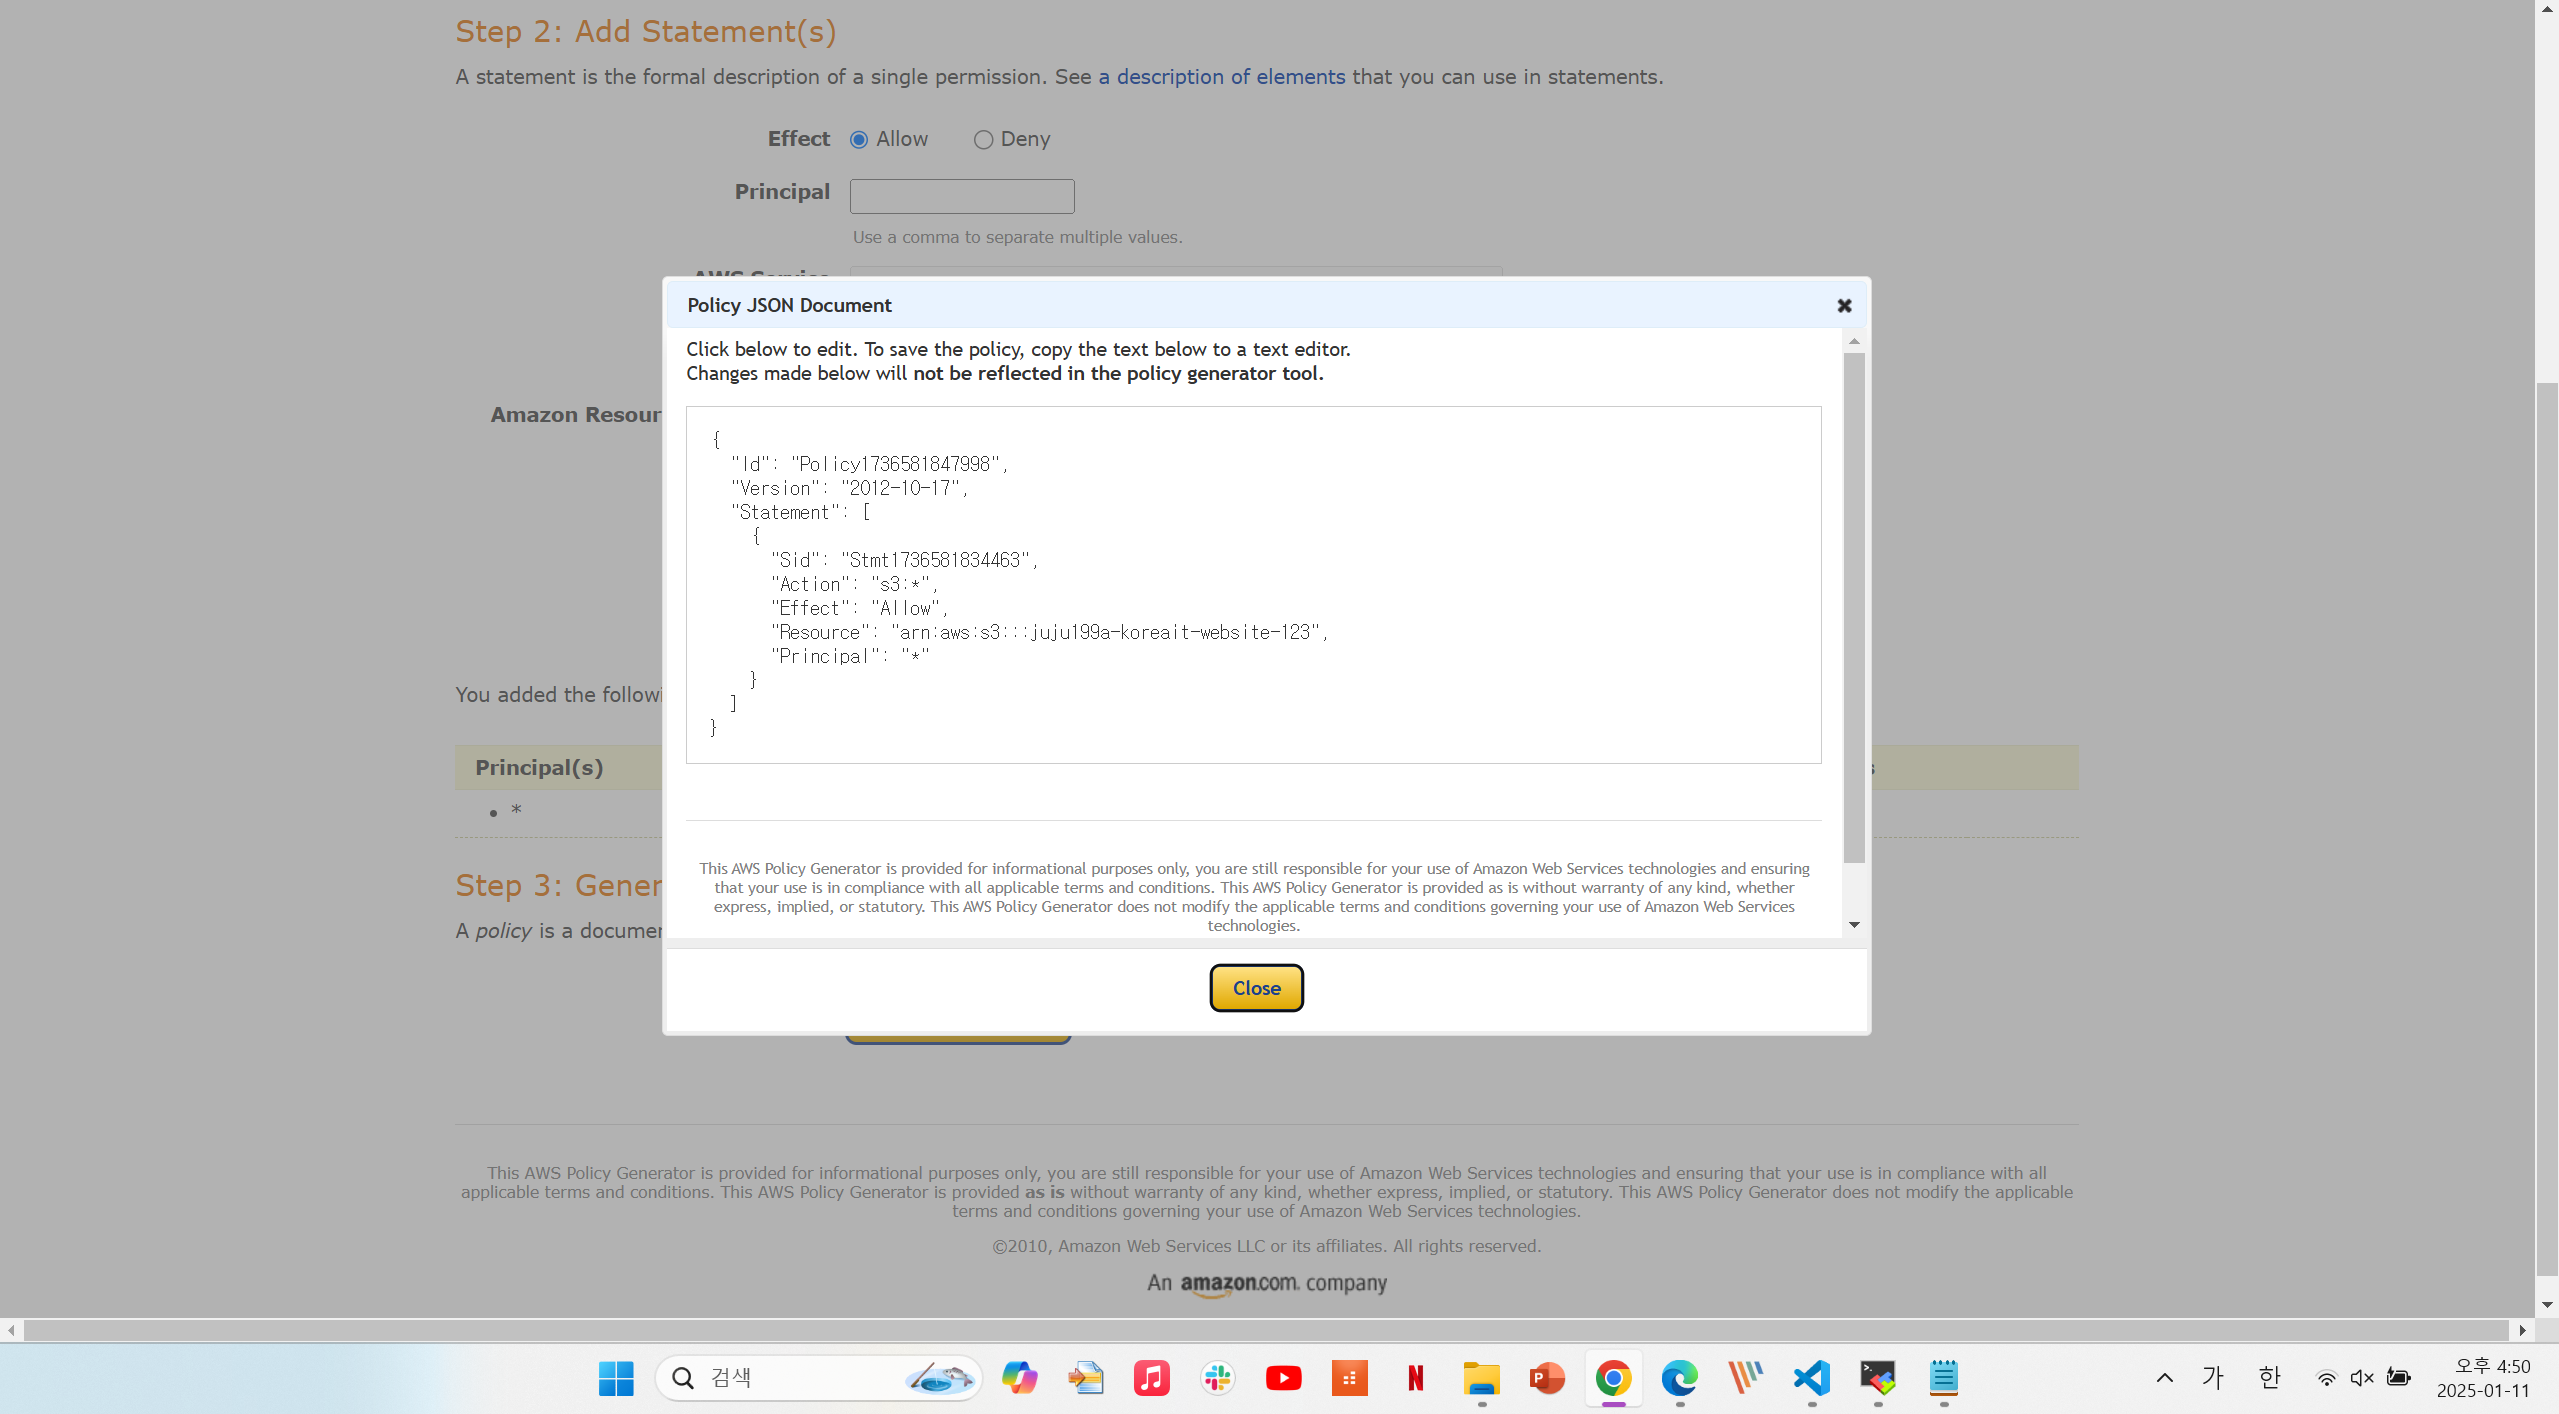 Step 2: Add Statement(s)
A statement is the formal description of a single permission. See a description of elements that you can use in statements.
Effect Allow Deny
Principal
Use a comma to separate multiple values.
AWS Service
Policy JSON Document
Click below to edit. To save the policy, copy the text below to a text editor.
Changes made below will not be reflected in the policy generator tool.
Amazon Resour
{
"Id": "Policy1736581847998",
"Version": "2012-10-17",
"Statement": [
{
"Sid": "Stmt1736581834463",
"Action": "s3:*",
"Effect": "Allow",
"Resource": "arn:aws:s3:::juju199a-koreait-website-123",
"Principal": "*"
}
]
}
You added the followi
Principal(s)
• *
This AWS Policy Generator is provided for informational purposes only, you are still responsible for your use of Amazon Web Services technologies and ensuring
that your use is in compliance with all applicable terms and conditions. This AWS Policy Generator is provided as is without warranty of any kind, whether
express, implied, or statutory. This AWS Policy Generator does not modify the applicable terms and conditions governing your use of Amazon Web Services
technologies.
Step 3: Gener
A policy is a documen
Close
This AWS Policy Generator is provided for informational purposes only, you are still responsible for your use of Amazon Web Services technologies and ensuring that your use is in compliance with all
applicable terms and conditions. This AWS Policy Generator is provided as is without warranty of any kind, whether express, implied, or statutory. This AWS Policy Generator does not modify the applicable
terms and conditions governing your use of Amazon Web Services technologies.
©2010, Amazon Web Services LLC or its affiliates. All rights reserved.
An amazon.com. company
검색
가 한
오후 4:50
2025-01-11